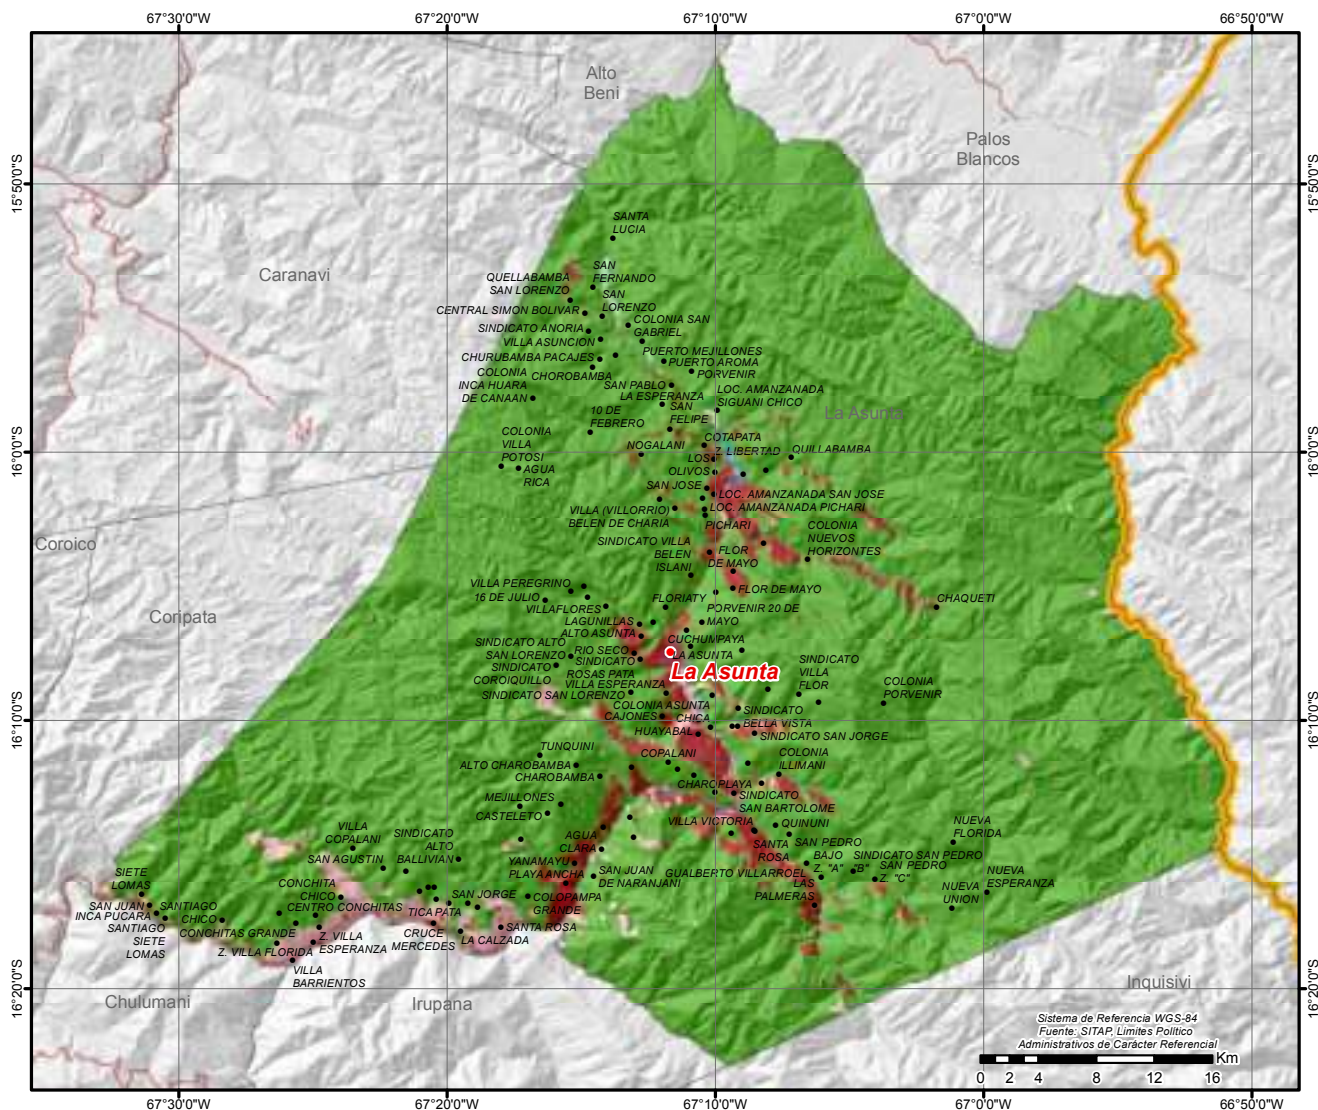 67°30'0"W
67°20'0"W
67°10'0"W
67°0'0"W
66°50'0"W
Alto
Beni
Palos
Blancos
15°50'0"S
15°50'0"S
SANTA
LUCIA
Caranavi
SAN
FERNANDO
QUELLABAMBA
SAN LORENZO
SAN
LORENZO
CENTRAL SIMON BOLIVAR
COLONIA SAN
GABRIEL
SINDICATO ANORIA
VILLA ASUNCION
PUERTO MEJILLONES
CHURUBAMBA PACAJES
PUERTO AROMA
PORVENIR
COLONIA
INCA HUARA
DE CANAAN
CHOROBAMBA
SAN PABLO
LA ESPERANZA
LOC. AMANZANADA
SIGUANI CHICO
La Asunta
10 DE
FEBRERO
SAN
FELIPE
COLONIA
VILLA
POTOSI
AGUA
RICA
NOGALANI
COTAPATA
Z. LIBERTAD
QUILLABAMBA
LOS
OLIVOS
16°0'0"S
16°0'0"S
SAN JOSE
LOC. AMANZANADA SAN JOSE
LOC. AMANZANADA PICHARI
VILLA (VILLORRIO)
BELEN DE CHARIA
PICHARI
COLONIA
NUEVOS
HORIZONTES
Coroico
SINDICATO VILLA
BELEN
ISLANI
FLOR
DE MAYO
FLOR DE MAYO
CHAQUETI
VILLA PEREGRINO
16 DE JULIO
VILLAFLORES
FLORIATY
PORVENIR 20 DE
MAYO
Coripata
LAGUNILLAS
ALTO ASUNTA
CUCHUMPAYA
SINDICATO ALTO
SAN LORENZO
RIO SECO
LA ASUNTA
La Asunta
SINDICATO
COROIQUILLO
SINDICATO
ROSAS PATA
VILLA ESPERANZA
SINDICATO SAN LORENZO
SINDICATO
VILLA
FLOR
COLONIA
PORVENIR
COLONIA ASUNTA
CHICA
CAJONES
SINDICATO
BELLA VISTA
16°10'0"S
16°10'0"S
HUAYABAL
SINDICATO SAN JORGE
TUNQUINI
ALTO CHAROBAMBA
CHAROBAMBA
COPALANI
COLONIA
ILLIMANI
CHAROPLAYA
SINDICATO
SAN BARTOLOME
MEJILLONES
CASTELETO
VILLA VICTORIA
QUINUNI
NUEVA
FLORIDA
VILLA
COPALANI
SINDICATO
ALTO
BALLIVIAN
AGUA
CLARA
SANTA
ROSA
SAN PEDRO
BAJO
Z. "A"
SINDICATO SAN PEDRO
"B"
SAN PEDRO
Z. "C"
SAN AGUSTIN
YANAMAYU
PLAYA ANCHA
SAN JUAN
DE NARANJANI
GUALBERTO VILLARROEL
LAS
PALMERAS
NUEVA
ESPERANZA
NUEVA
UNION
SIETE
LOMAS
CONCHITA
CHICO
SAN JORGE
COLOPAMPA
GRANDE
SAN JUAN
INCA PUCARA
SANTIAGO
CHICO
CENTRO CONCHITAS
TICA PATA
SANTIAGO
SIETE
LOMAS
CONCHITAS GRANDE
CRUCE
MERCEDES
SANTA ROSA
LA CALZADA
Z. VILLA FLORIDA
Z. VILLA
ESPERANZA
VILLA
BARRIENTOS
Inquisivi
16°20'0"S
16°20'0"S
Chulumani
Irupana
Sistema de Referencia WGS-84
Fuente: SITAP, Limites Politico
Administrativos de Carácter Referencial
Km
0 2 4 8 12 16
67°30'0"W
67°20'0"W
67°10'0"W
67°0'0"W
66°50'0"W